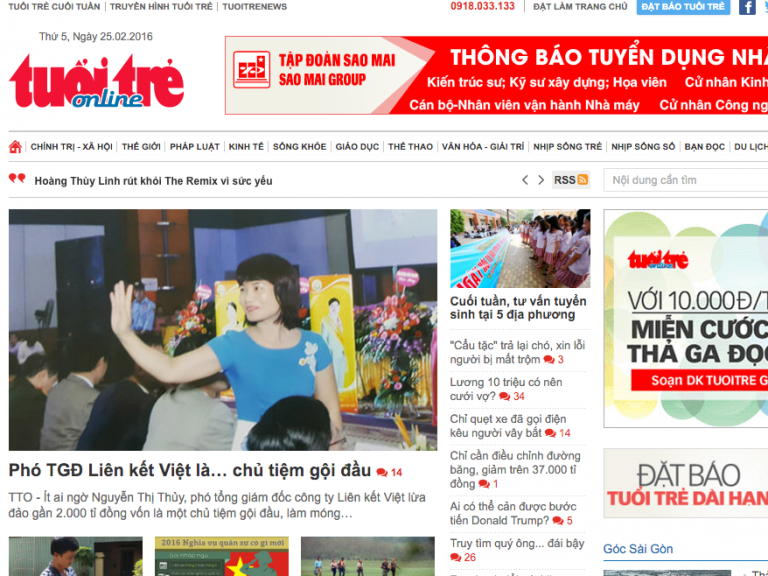 TUỔI TRẺ CUỐI TUẦN | TRUYỀN HÌNH TUỔI TRẺ | TUOITRENEWS
0918.033.133 | ĐẶT LÀM TRANG CHỦ
ĐẶT BÁO TUỔI TRẺ
Thứ 5, Ngày 25.02.2016
tuổi trẻ
online
TẬP ĐOÀN SAO MAI
SAO MAI GROUP
THÔNG BÁO TUYỂN DỤNG
Kiến trúc sư; Kỹ sư xây dựng; Họa viên Cử nhân Kinh
Cán bộ-Nhân viên vận hành Nhà máy Cử nhân Công
CHÍNH TRỊ - XÃ HỘI | THẾ GIỚI | PHÁP LUẬT | KINH TẾ | SỐNG KHỎE | GIÁO DỤC | THỂ THAO | VĂN HÓA - GIẢI TRÍ | NHỊP SỐNG TRẺ | NHỊP SỐNG SỐ | BẠN ĐỌC | DU LỊCH
Hoàng Thùy Linh rút khỏi The Remix vì sức yếu
RSS
Nội dung cần tìm
Phó TGĐ Liên kết Việt là… chủ tiệm gội đầu 14
TTO - Ít ai ngờ Nguyễn Thị Thủy, phó tổng giám đốc công ty Liên kết Việt lừa
đảo gần 2.000 tỉ đồng vốn là một chủ tiệm gội đầu, làm móng…
2016 Nghĩa vụ quân sự có gì mới
Cuối tuần, tư vấn tuyển
sinh tại 5 địa phương
"Cẩu tặc" trả lại chó, xin lỗi
người bị mất trộm 3
Lương 10 triệu có nên
cưới vợ? 34
Chỉ quẹt xe đã gọi điện
kêu người vây bắt 14
Chỉ cần điều chỉnh đường
băng, giảm trên 37.000 tỉ
đồng 1
Ai có thể cản được bước
tiến Donald Trump? 5
Truy tìm quý ông... đái bậy
26
tuổi trẻ
online
VỚI 10.000Đ/
MIỄN CƯỚC
THẢ GA ĐỌC
Soạn DK TUOITRE
ĐẶT BÁO
TUỔI TRẺ DÀI HẠN
Góc Sài Gòn